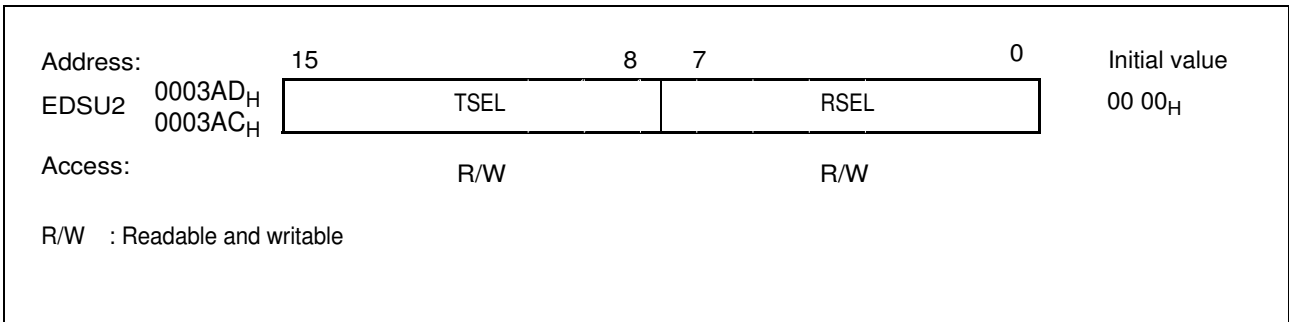 Address: 15 8 7 0 Initial value
EDSU2 0003ADH TSEL RSEL 00 00H
0003ACH
Access: R/W R/W
R/W : Readable and writable